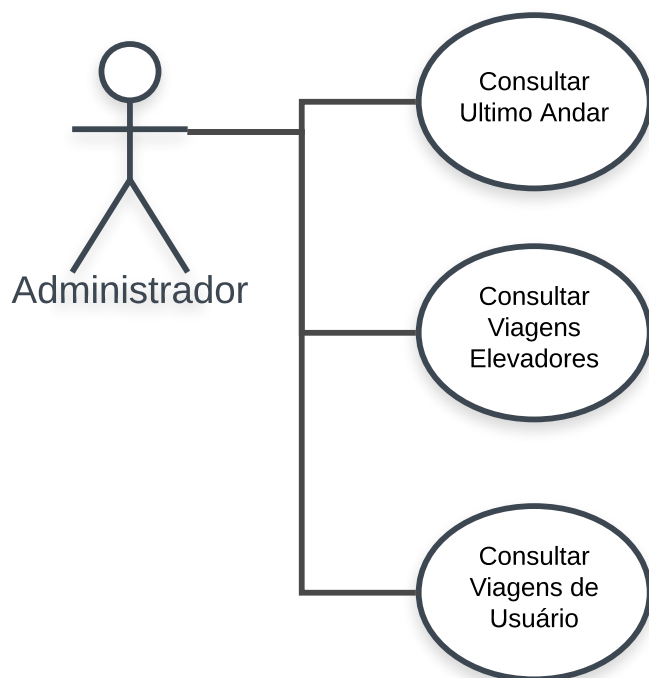 Consultar
Ultimo Andar
Administrador
Consultar
Viagens
Elevadores
Consultar
Viagens de
Usuário